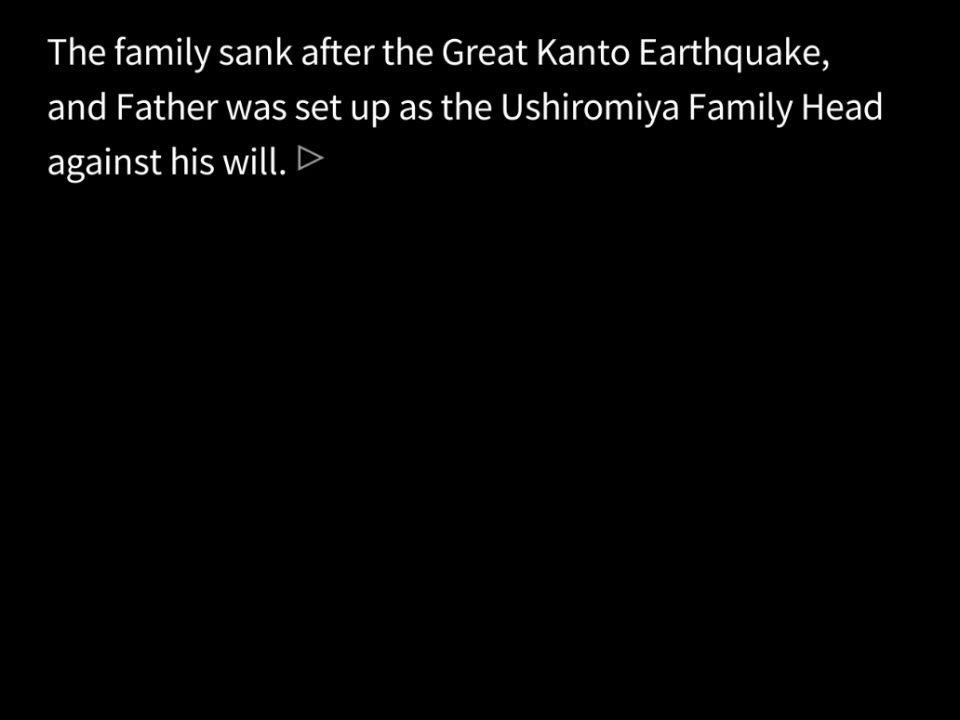 The family sank after the Great Kanto Earthquake,
and Father was set up as the Ushiromiya Family Head
against his will.